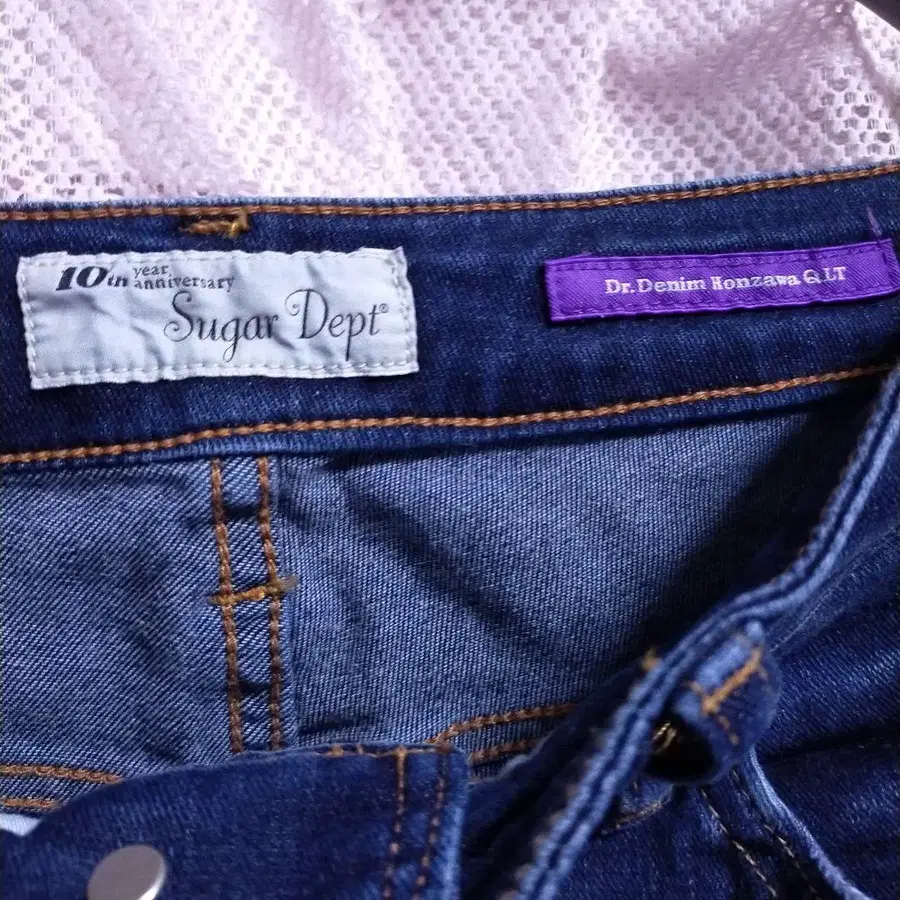 10th year anniversary
Sugar Dept®
Dr.Denim Honzawa Q.LT